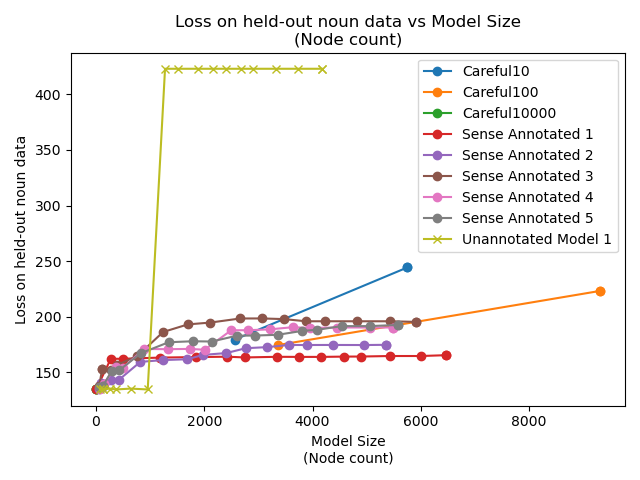 Loss on held-out noun data vs Model Size
(Node count)
Loss on held-out noun data
400
350
300
250
200
150
Careful10
Careful100
Careful10000
Sense Annotated 1
Sense Annotated 2
Sense Annotated 3
Sense Annotated 4
Sense Annotated 5
Unannotated Model 1
0 2000 4000 6000 8000
Model Size
(Node count)